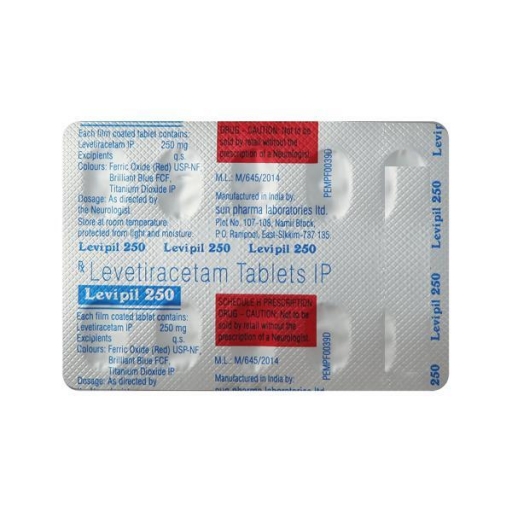 Each film coated tablet contains:
Levetiracetam IP 250 mg
Excipients q.s.
Colours: Ferric Oxide (Red) USP-NF,
Brilliant Blue FCF,
Titanium Dioxide IP
Dosage: As directed by
the Neurologist.
Store at room temperature,
protected from light and moisture.
DRUG - CAUTION: Not to be
sold by retail without the
prescription of a Neurologist.
M.L.: M/645/2014
Manufactured in India by:
sun pharma laboratories ltd.
Plot No. 107-108, Namli Block,
P.O. Ranipool, East-Sikkim-737 135
PEMPF00390
Levipil 250 Levipil 250 Levipil 250
Rx Levetiracetam Tablets IP
Levipil 250
Each film coated tablet contains:
Levetiracetam IP 250 mg
Excipients q.s.
Colours: Ferric Oxide (Red) USP-NF,
Brilliant Blue FCF,
Titanium Dioxide IP
Dosage: As directed by
SCHEDULE H PRESCRIPTION
DRUG - CAUTION: Not to be
sold by retail without the
prescription of a Neurologist.
M.L.: M/645/2014
Manufactured in India by:
sun pharma laboratories ltd.
PEMPF00390
250 Levipil 250 Levipil 250 Levip